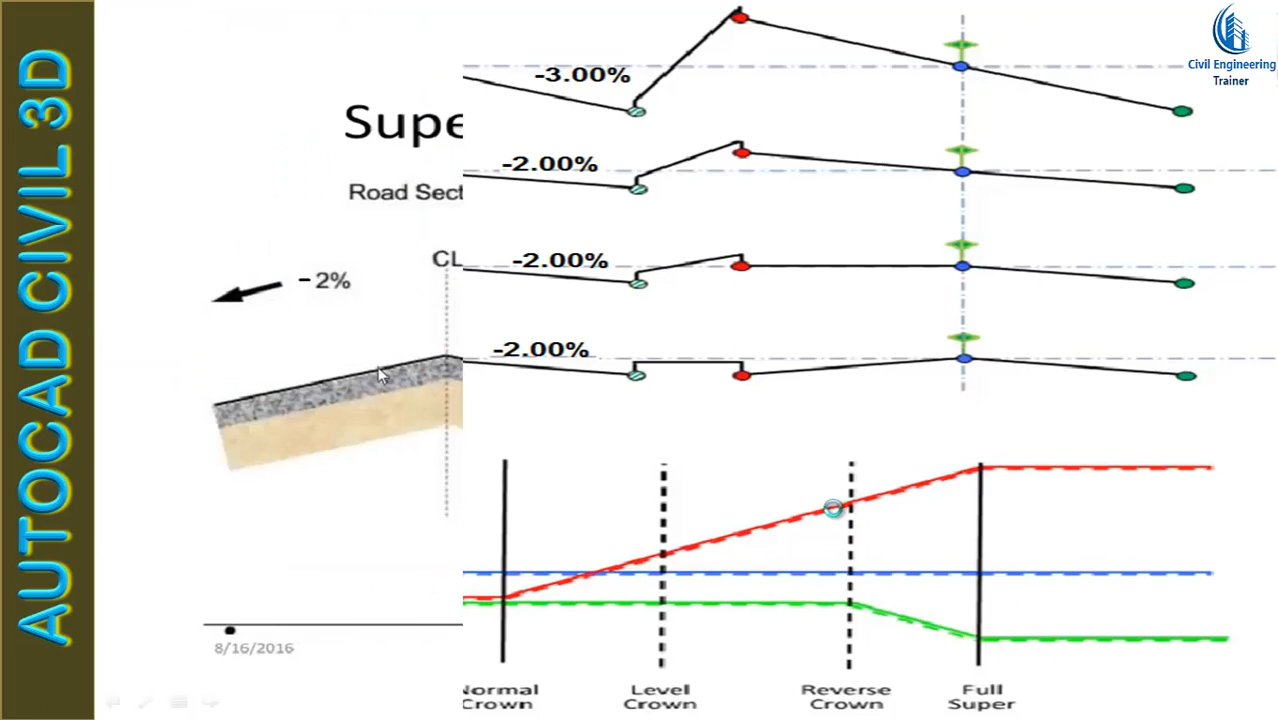 AUTOCAD CIVIL 3D
Civil Engineering
Trainer
-3.00%
Supe
-2.00%
Road Sect
CL
-2.00%
-2%
-2.00%
8/16/2016
Normal
Crown
Level
Crown
Reverse
Crown
Full
Super